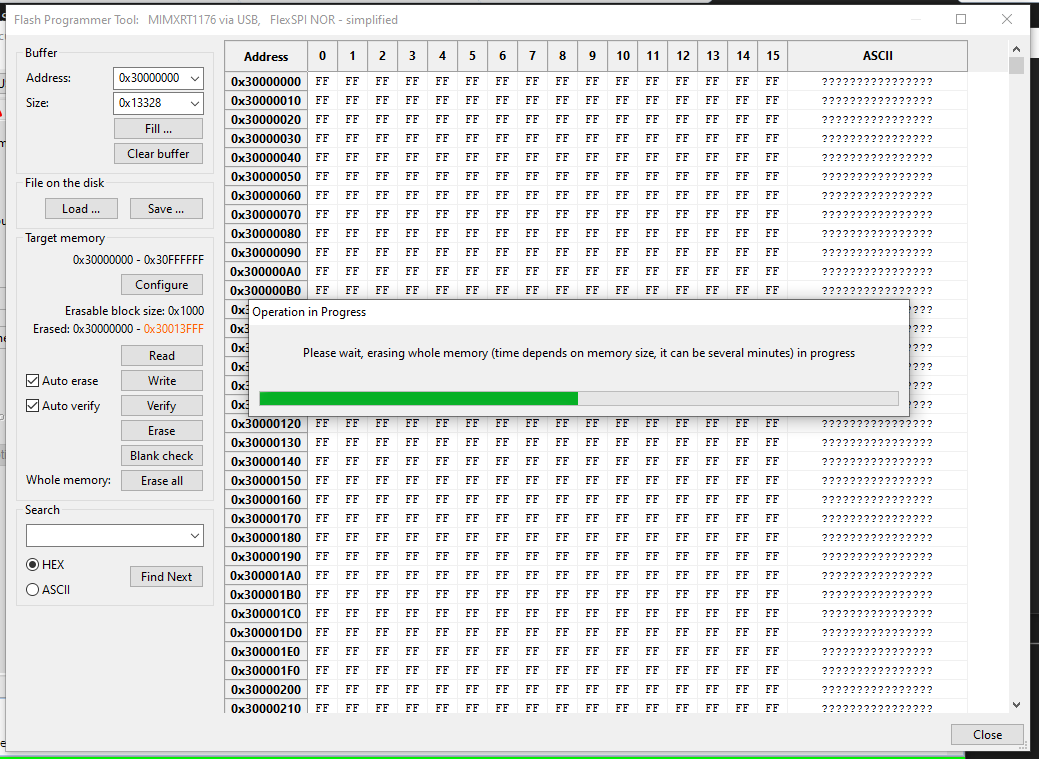 Flash Programmer Tool: MIMXRT1176 via USB, FlexSPI NOR - simplified
Buffer
Address: 0x30000000
Size: 0x13328
Fill ...
Clear buffer
File on the disk
Load ... Save ...
Target memory
0x30000000 - 0x30FFFFFF
Configure
Erasable block size: 0x1000
Erased: 0x30000000 - 0x30013FFF
Read
Auto erase Write
Auto verify Verify
Erase
Blank check
Whole memory: Erase all
Search
HEX
ASCII
Find Next
Address 0 1 2 3 4 5 6 7 8 9 10 11 12 13 14 15 ASCII
0x30000000 FF FF FF FF FF FF FF FF FF FF FF FF FF FF FF FF ????????????????
0x30000010 FF FF FF FF FF FF FF FF FF FF FF FF FF FF FF FF ????????????????
0x30000020 FF FF FF FF FF FF FF FF FF FF FF FF FF FF FF FF ????????????????
0x30000030 FF FF FF FF FF FF FF FF FF FF FF FF FF FF FF FF ????????????????
0x30000040 FF FF FF FF FF FF FF FF FF FF FF FF FF FF FF FF ????????????????
0x30000050 FF FF FF FF FF FF FF FF FF FF FF FF FF FF FF FF ????????????????
0x30000060 FF FF FF FF FF FF FF FF FF FF FF FF FF FF FF FF ????????????????
0x30000070 FF FF FF FF FF FF FF FF FF FF FF FF FF FF FF FF ????????????????
0x30000080 FF FF FF FF FF FF FF FF FF FF FF FF FF FF FF FF ????????????????
0x30000090 FF FF FF FF FF FF FF FF FF FF FF FF FF FF FF FF ????????????????
0x300000A0 FF FF FF FF FF FF FF FF FF FF FF FF FF FF FF FF ????????????????
0x300000B0 FF FF FF FF FF FF FF FF FF FF FF FF FF FF FF FF ????????????????
Operation in Progress
Please wait, erasing whole memory (time depends on memory size, it can be several minutes) in progress
0x30000120 FF FF FF FF FF FF FF FF FF FF FF FF FF FF FF FF ????????????????
0x30000130 FF FF FF FF FF FF FF FF FF FF FF FF FF FF FF FF ????????????????
0x30000140 FF FF FF FF FF FF FF FF FF FF FF FF FF FF FF FF ????????????????
0x30000150 FF FF FF FF FF FF FF FF FF FF FF FF FF FF FF FF ????????????????
0x30000160 FF FF FF FF FF FF FF FF FF FF FF FF FF FF FF FF ????????????????
0x30000170 FF FF FF FF FF FF FF FF FF FF FF FF FF FF FF FF ????????????????
0x30000180 FF FF FF FF FF FF FF FF FF FF FF FF FF FF FF FF ????????????????
0x30000190 FF FF FF FF FF FF FF FF FF FF FF FF FF FF FF FF ????????????????
0x300001A0 FF FF FF FF FF FF FF FF FF FF FF FF FF FF FF FF ????????????????
0x300001B0 FF FF FF FF FF FF FF FF FF FF FF FF FF FF FF FF ????????????????
0x300001C0 FF FF FF FF FF FF FF FF FF FF FF FF FF FF FF FF ????????????????
0x300001D0 FF FF FF FF FF FF FF FF FF FF FF FF FF FF FF FF ????????????????
0x300001E0 FF FF FF FF FF FF FF FF FF FF FF FF FF FF FF FF ????????????????
0x300001F0 FF FF FF FF FF FF FF FF FF FF FF FF FF FF FF FF ????????????????
0x30000200 FF FF FF FF FF FF FF FF FF FF FF FF FF FF FF FF ????????????????
0x30000210 FF FF FF FF FF FF FF FF FF FF FF FF FF FF FF FF ????????????????
Close